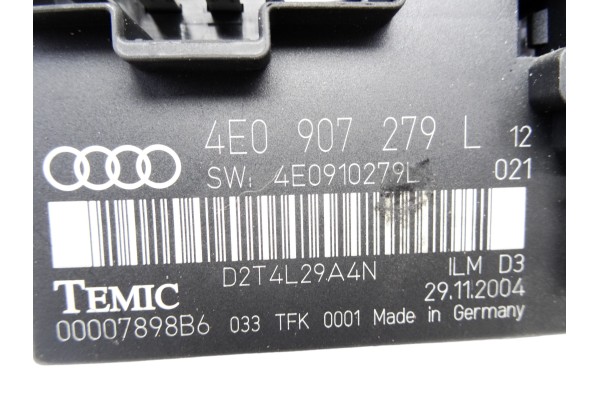 4E0 907 279 L 12
SW: 4E0910279L 021
D2T4L29A4N ILM D3
TEMIC 29.11.2004
00007898B6 033 TFK 0001 Made in Germany